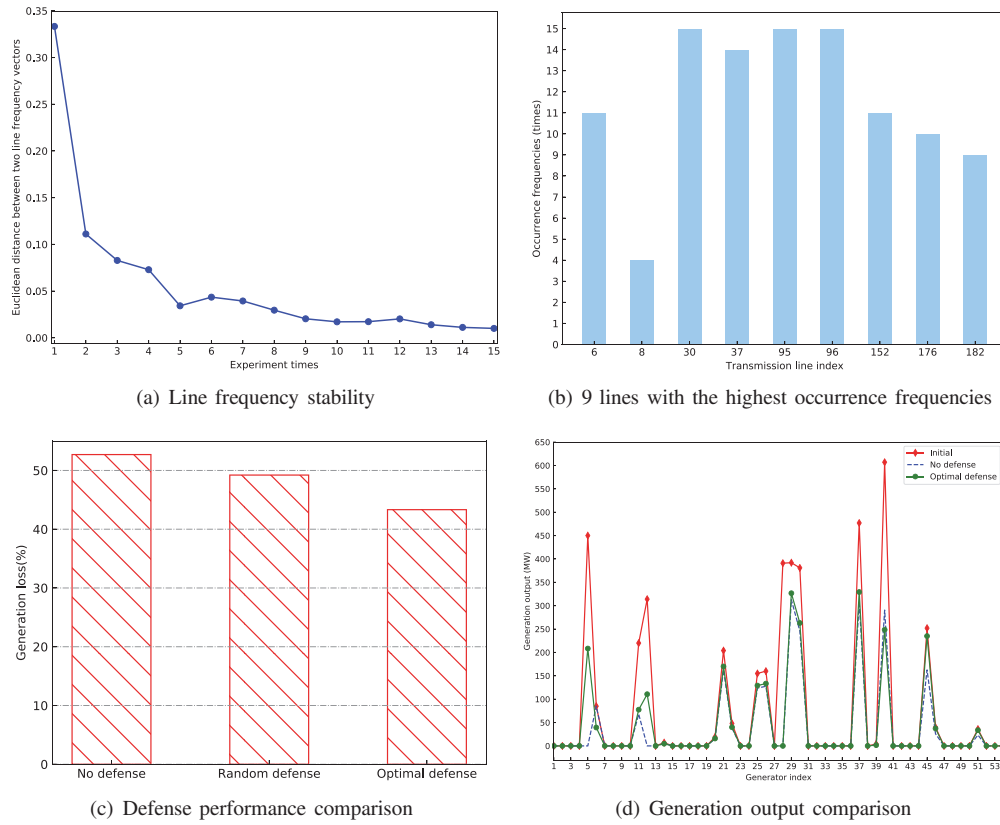 0.35
0.30
0.25
0.20
0.15
0.10
0.05
0.00
Euclidean distance between two line frequency vectors
1 2 3 4 5 6 7 8 9 10 11 12 13 14 15
Experiment times
(a) Line frequency stability
15
14
13
12
11
10
9
8
7
6
5
4
3
2
1
0
Occurrence frequencies (times)
6 8 30 37 95 96 152 176 182
Transmission line index
(b) 9 lines with the highest occurrence frequencies
50
40
30
20
10
0
Generation loss(%)
No defense Random defense Optimal defense
(c) Defense performance comparison
650
600
550
500
450
400
350
300
250
200
150
100
50
0
Generation output (MW)
Initial
No defense
Optimal defense
1 3 5 7 9 11 13 15 17 19 21 23 25 27 29 31 33 35 37 39 41 43 45 47 49 51 53
Generator index
(d) Generation output comparison